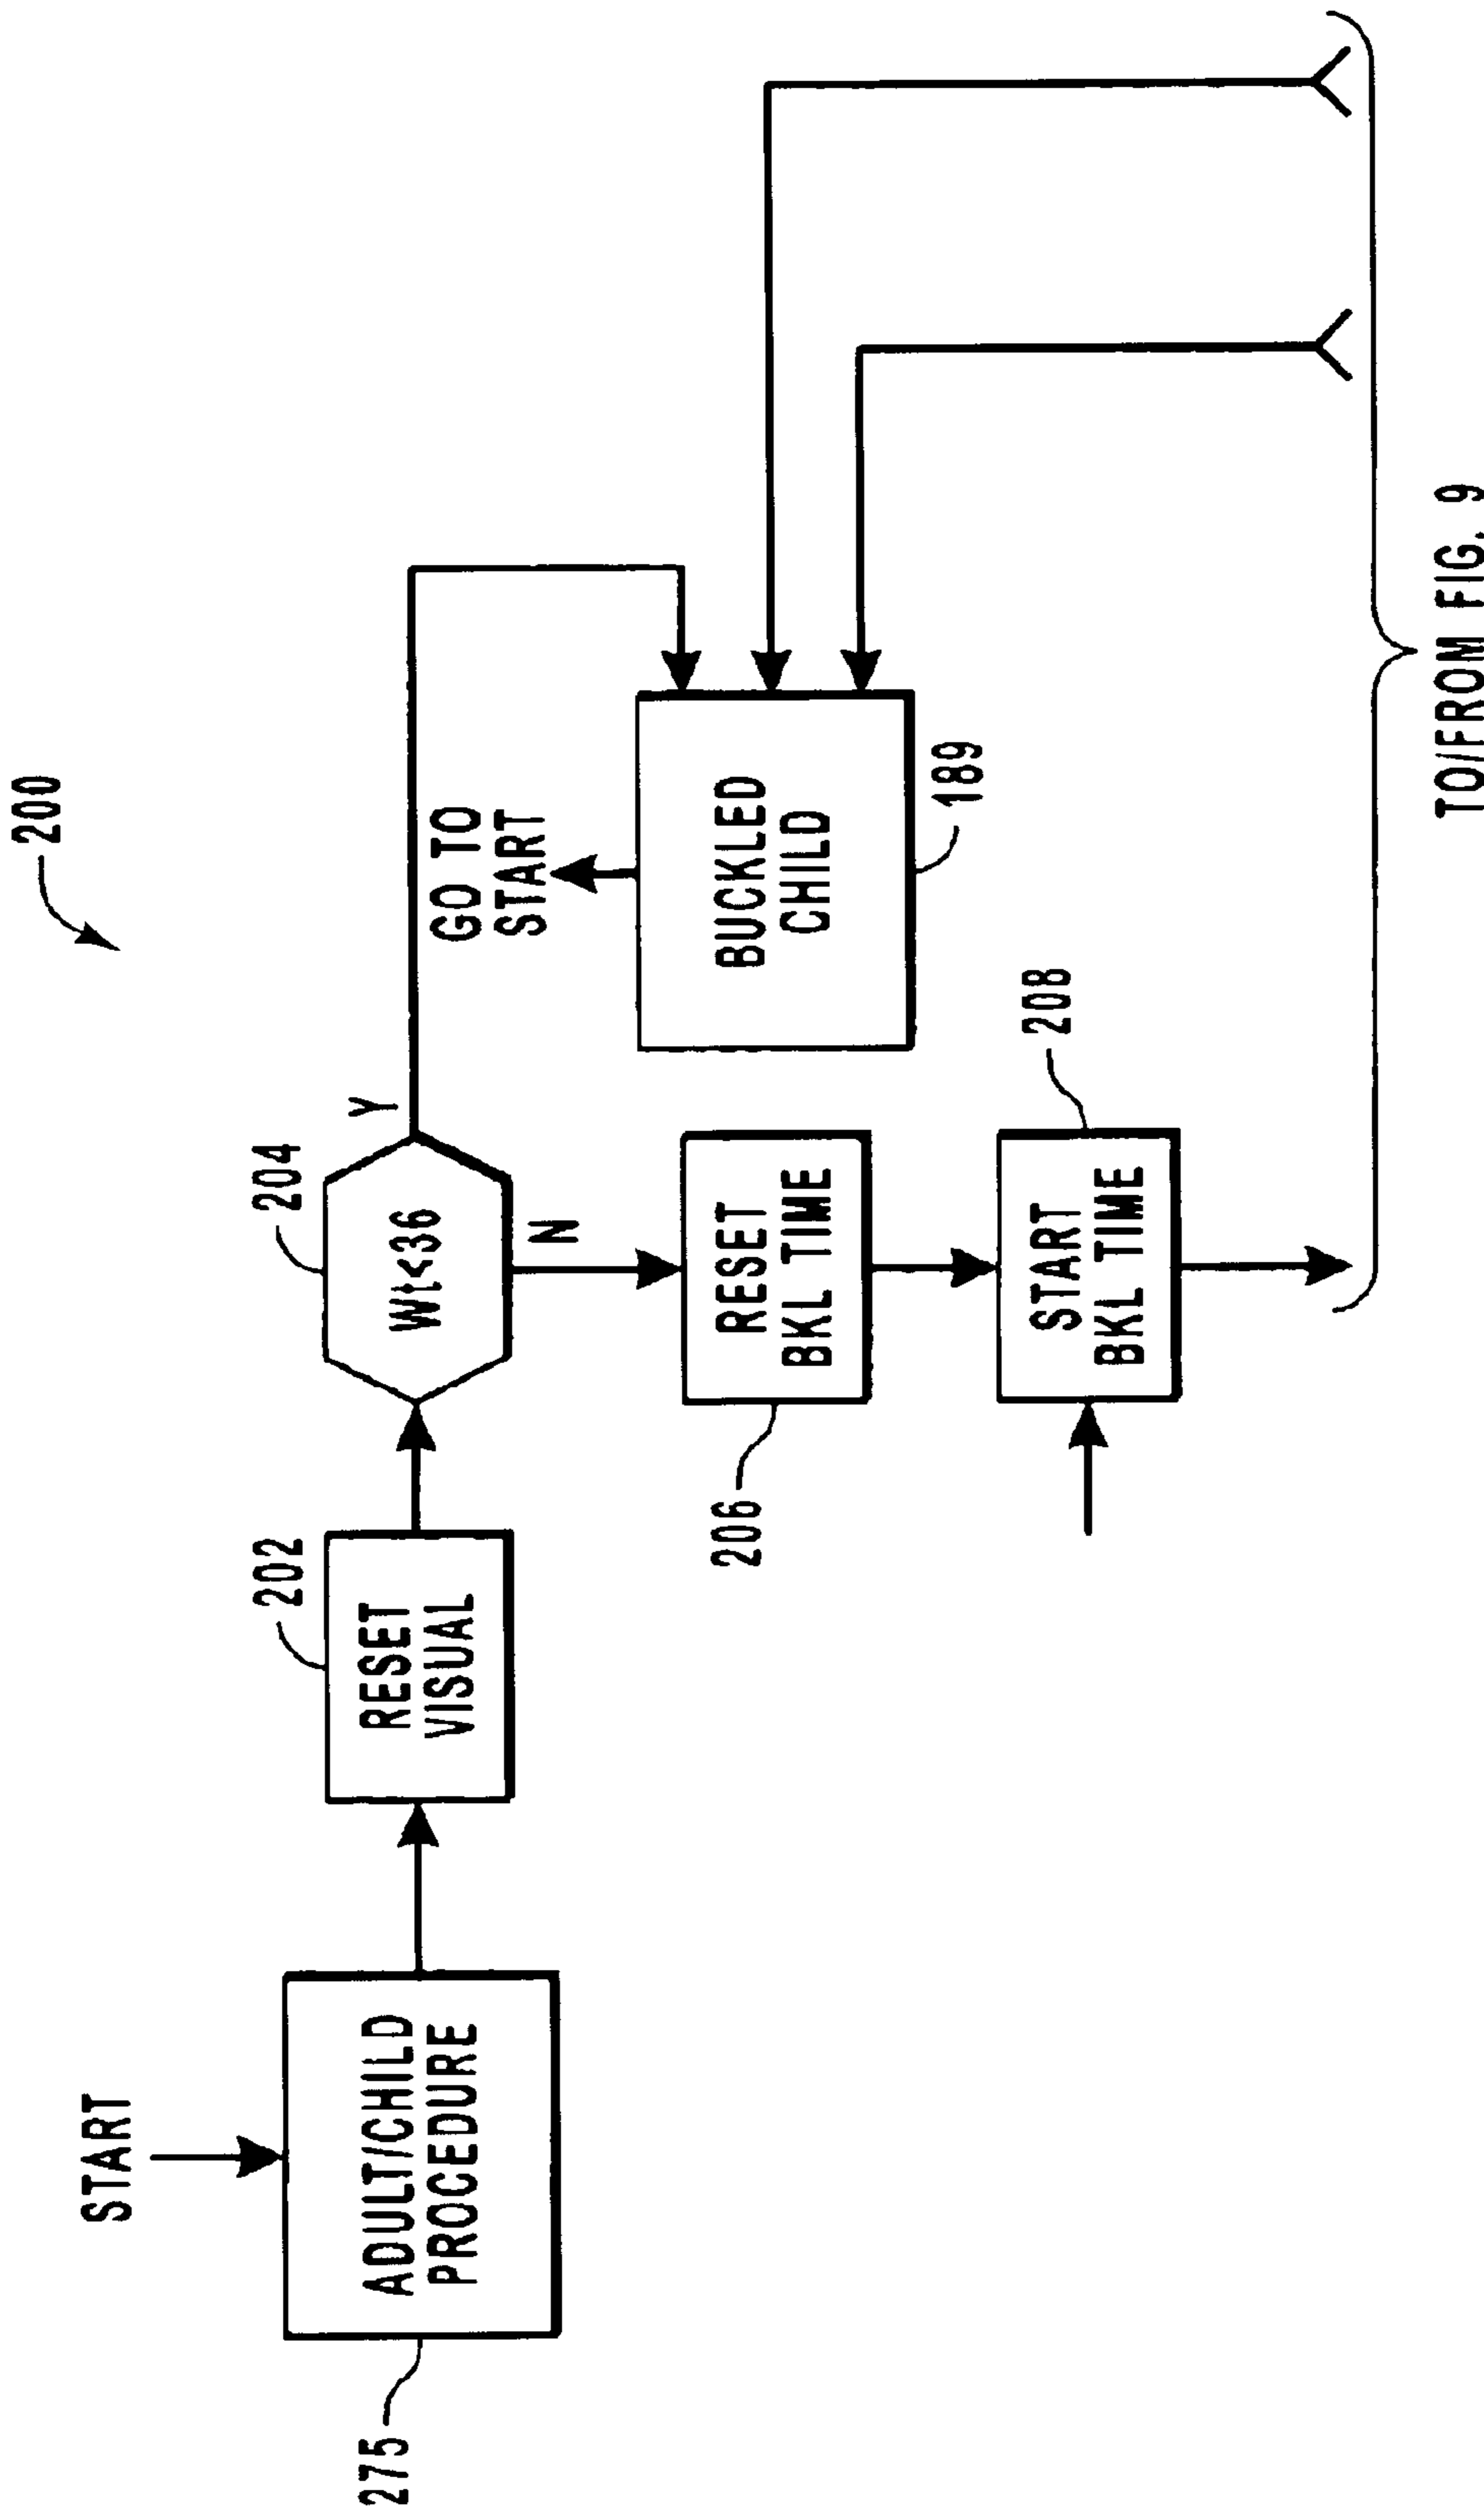 200
START
275
ADULT/CHILD
PROCEDURE
202
RESET
VISUAL
204
Wt<36
Y
N
GO TO
START
BUCKLED
CHILD
189
206
RESET
BKL TIME
208
START
BKL TIME
TO/FROM FIG. 9